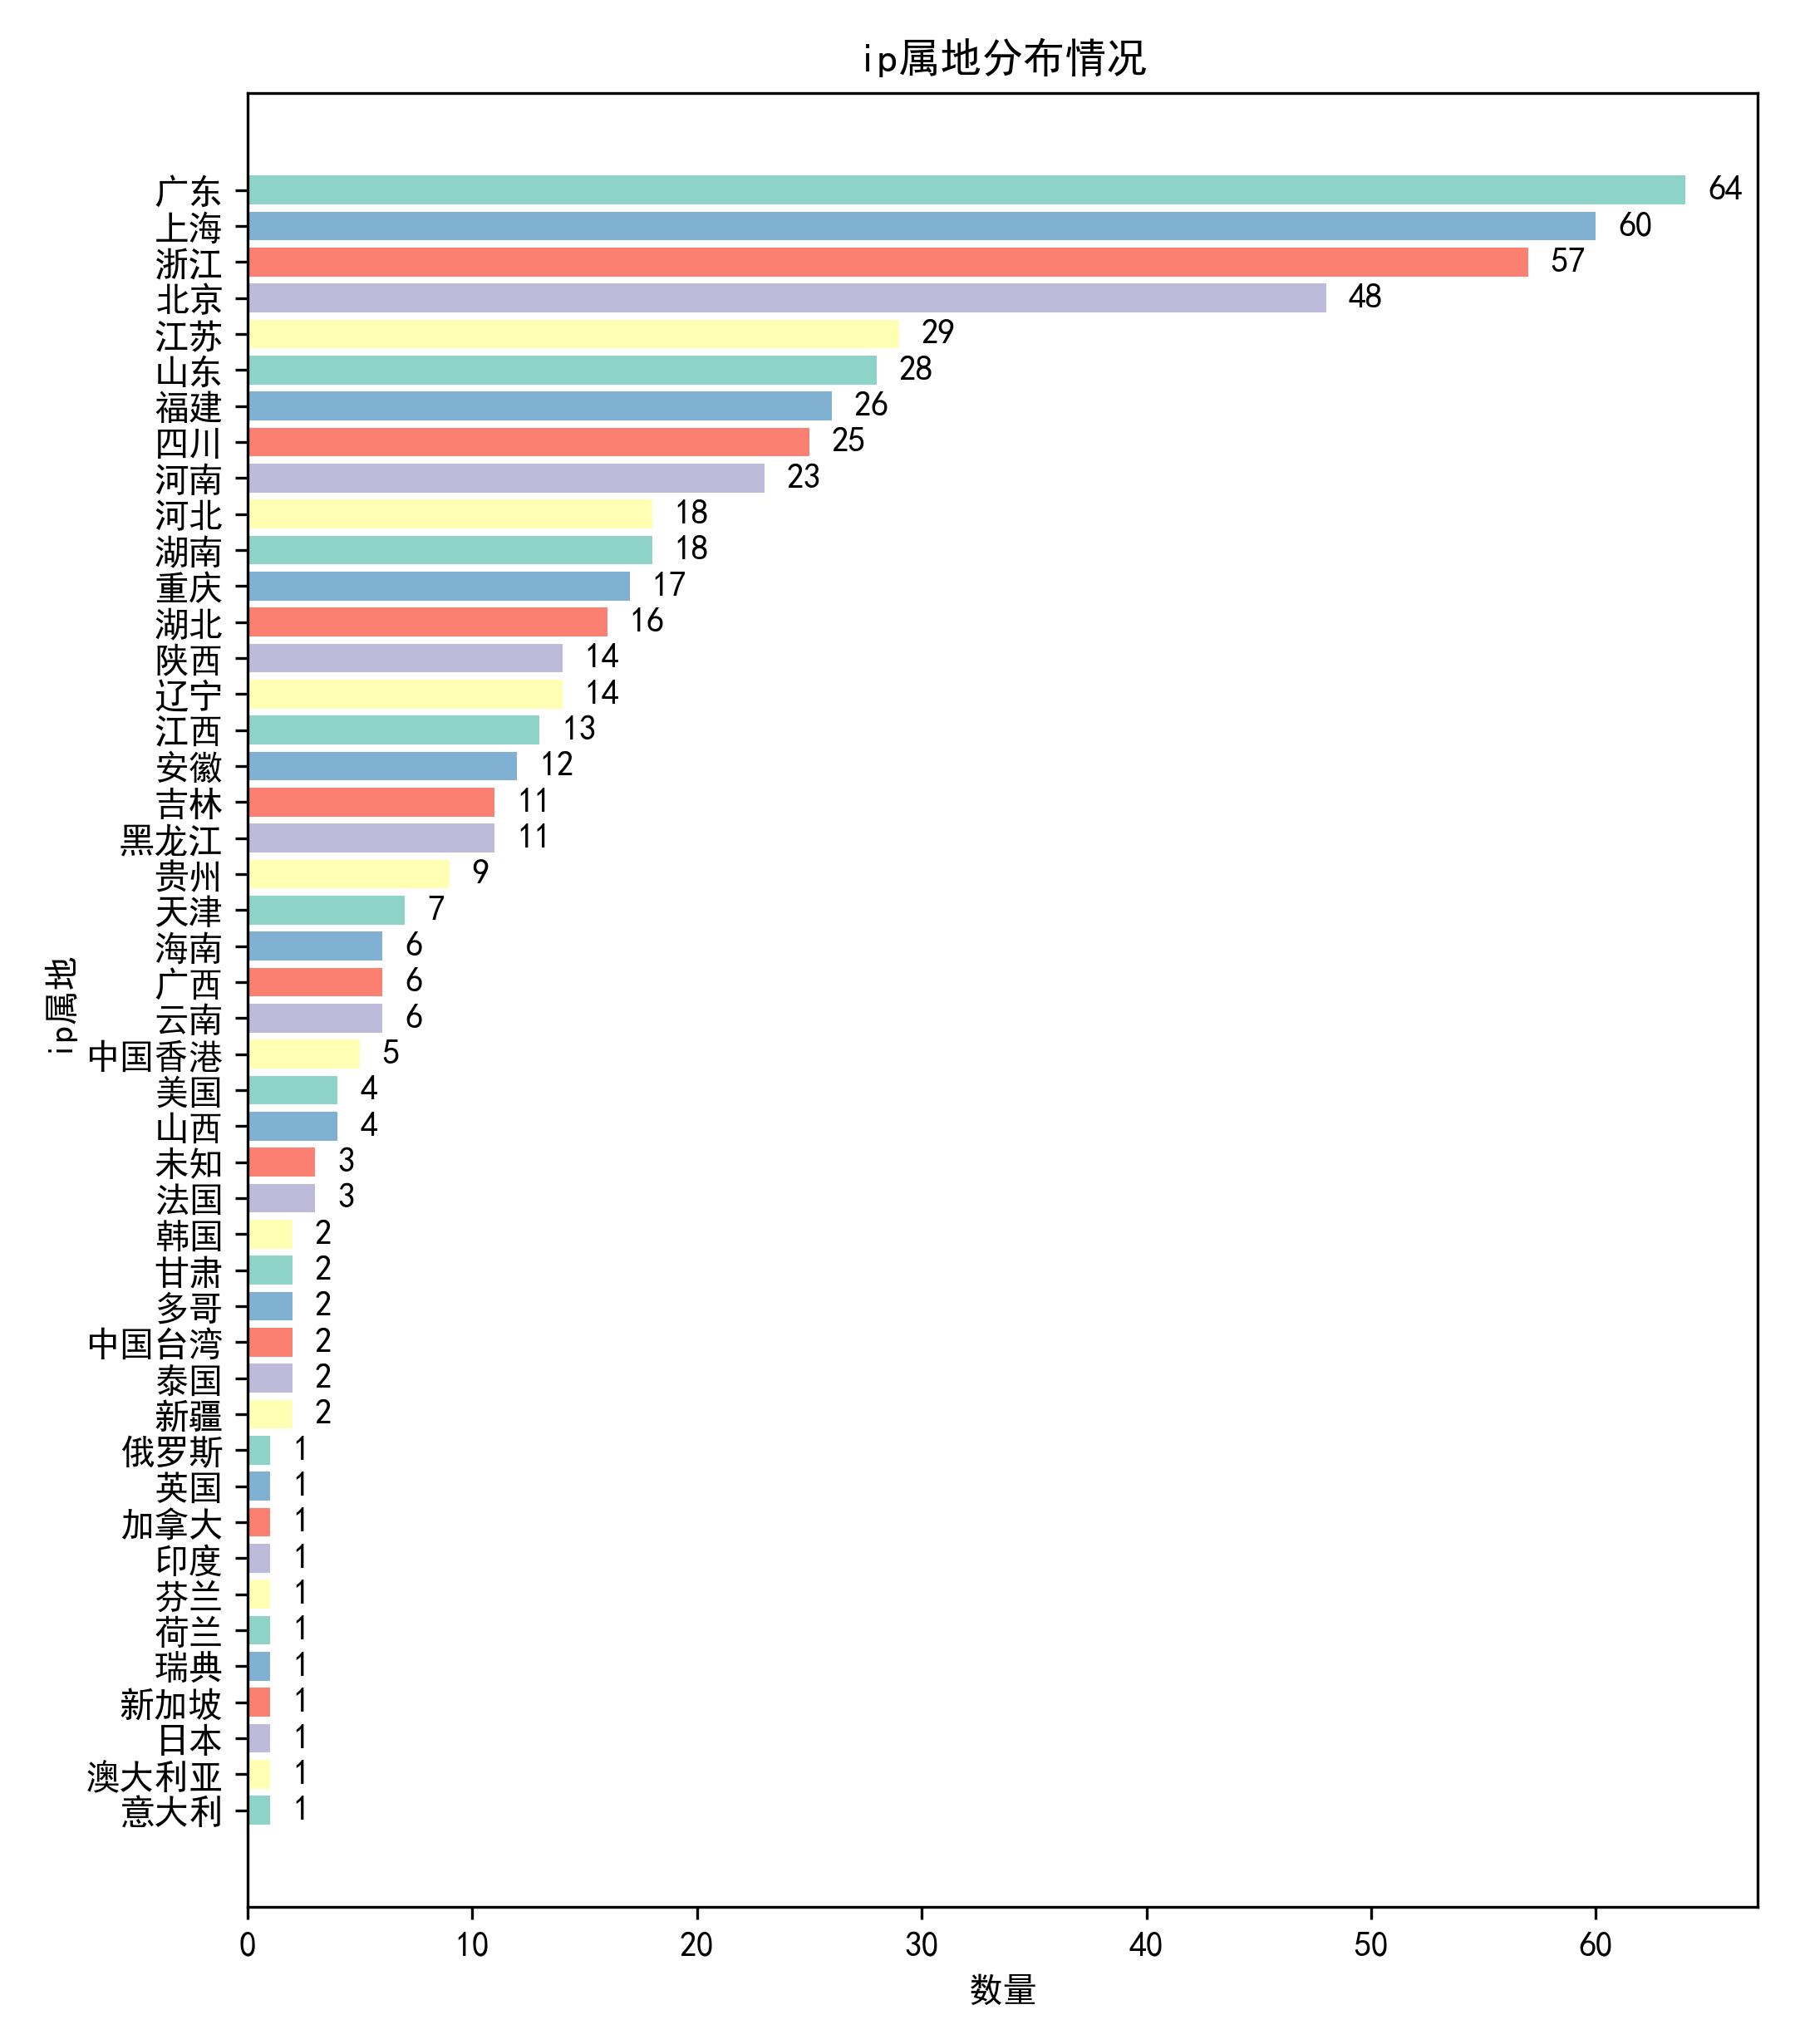 ip属地分布情况
广东 64
上海 60
浙江 57
北京 48
江苏 29
山东 28
福建 26
四川 25
河南 23
河北 18
湖南 18
重庆 17
湖北 16
陕西 14
辽宁 14
江西 13
安徽 12
吉林 11
黑龙江 11
贵州 9
天津 7
海南 6
广西 6
云南 6
中国香港 5
美国 4
山西 4
未知 3
法国 3
韩国 2
甘肃 2
多哥 2
中国台湾 2
泰国 2
新疆 2
俄罗斯 1
英国 1
加拿大 1
印度 1
芬兰 1
荷兰 1
瑞典 1
新加坡 1
日本 1
澳大利亚 1
意大利 1
ip属地
0 10 20 30 40 50 60
数量